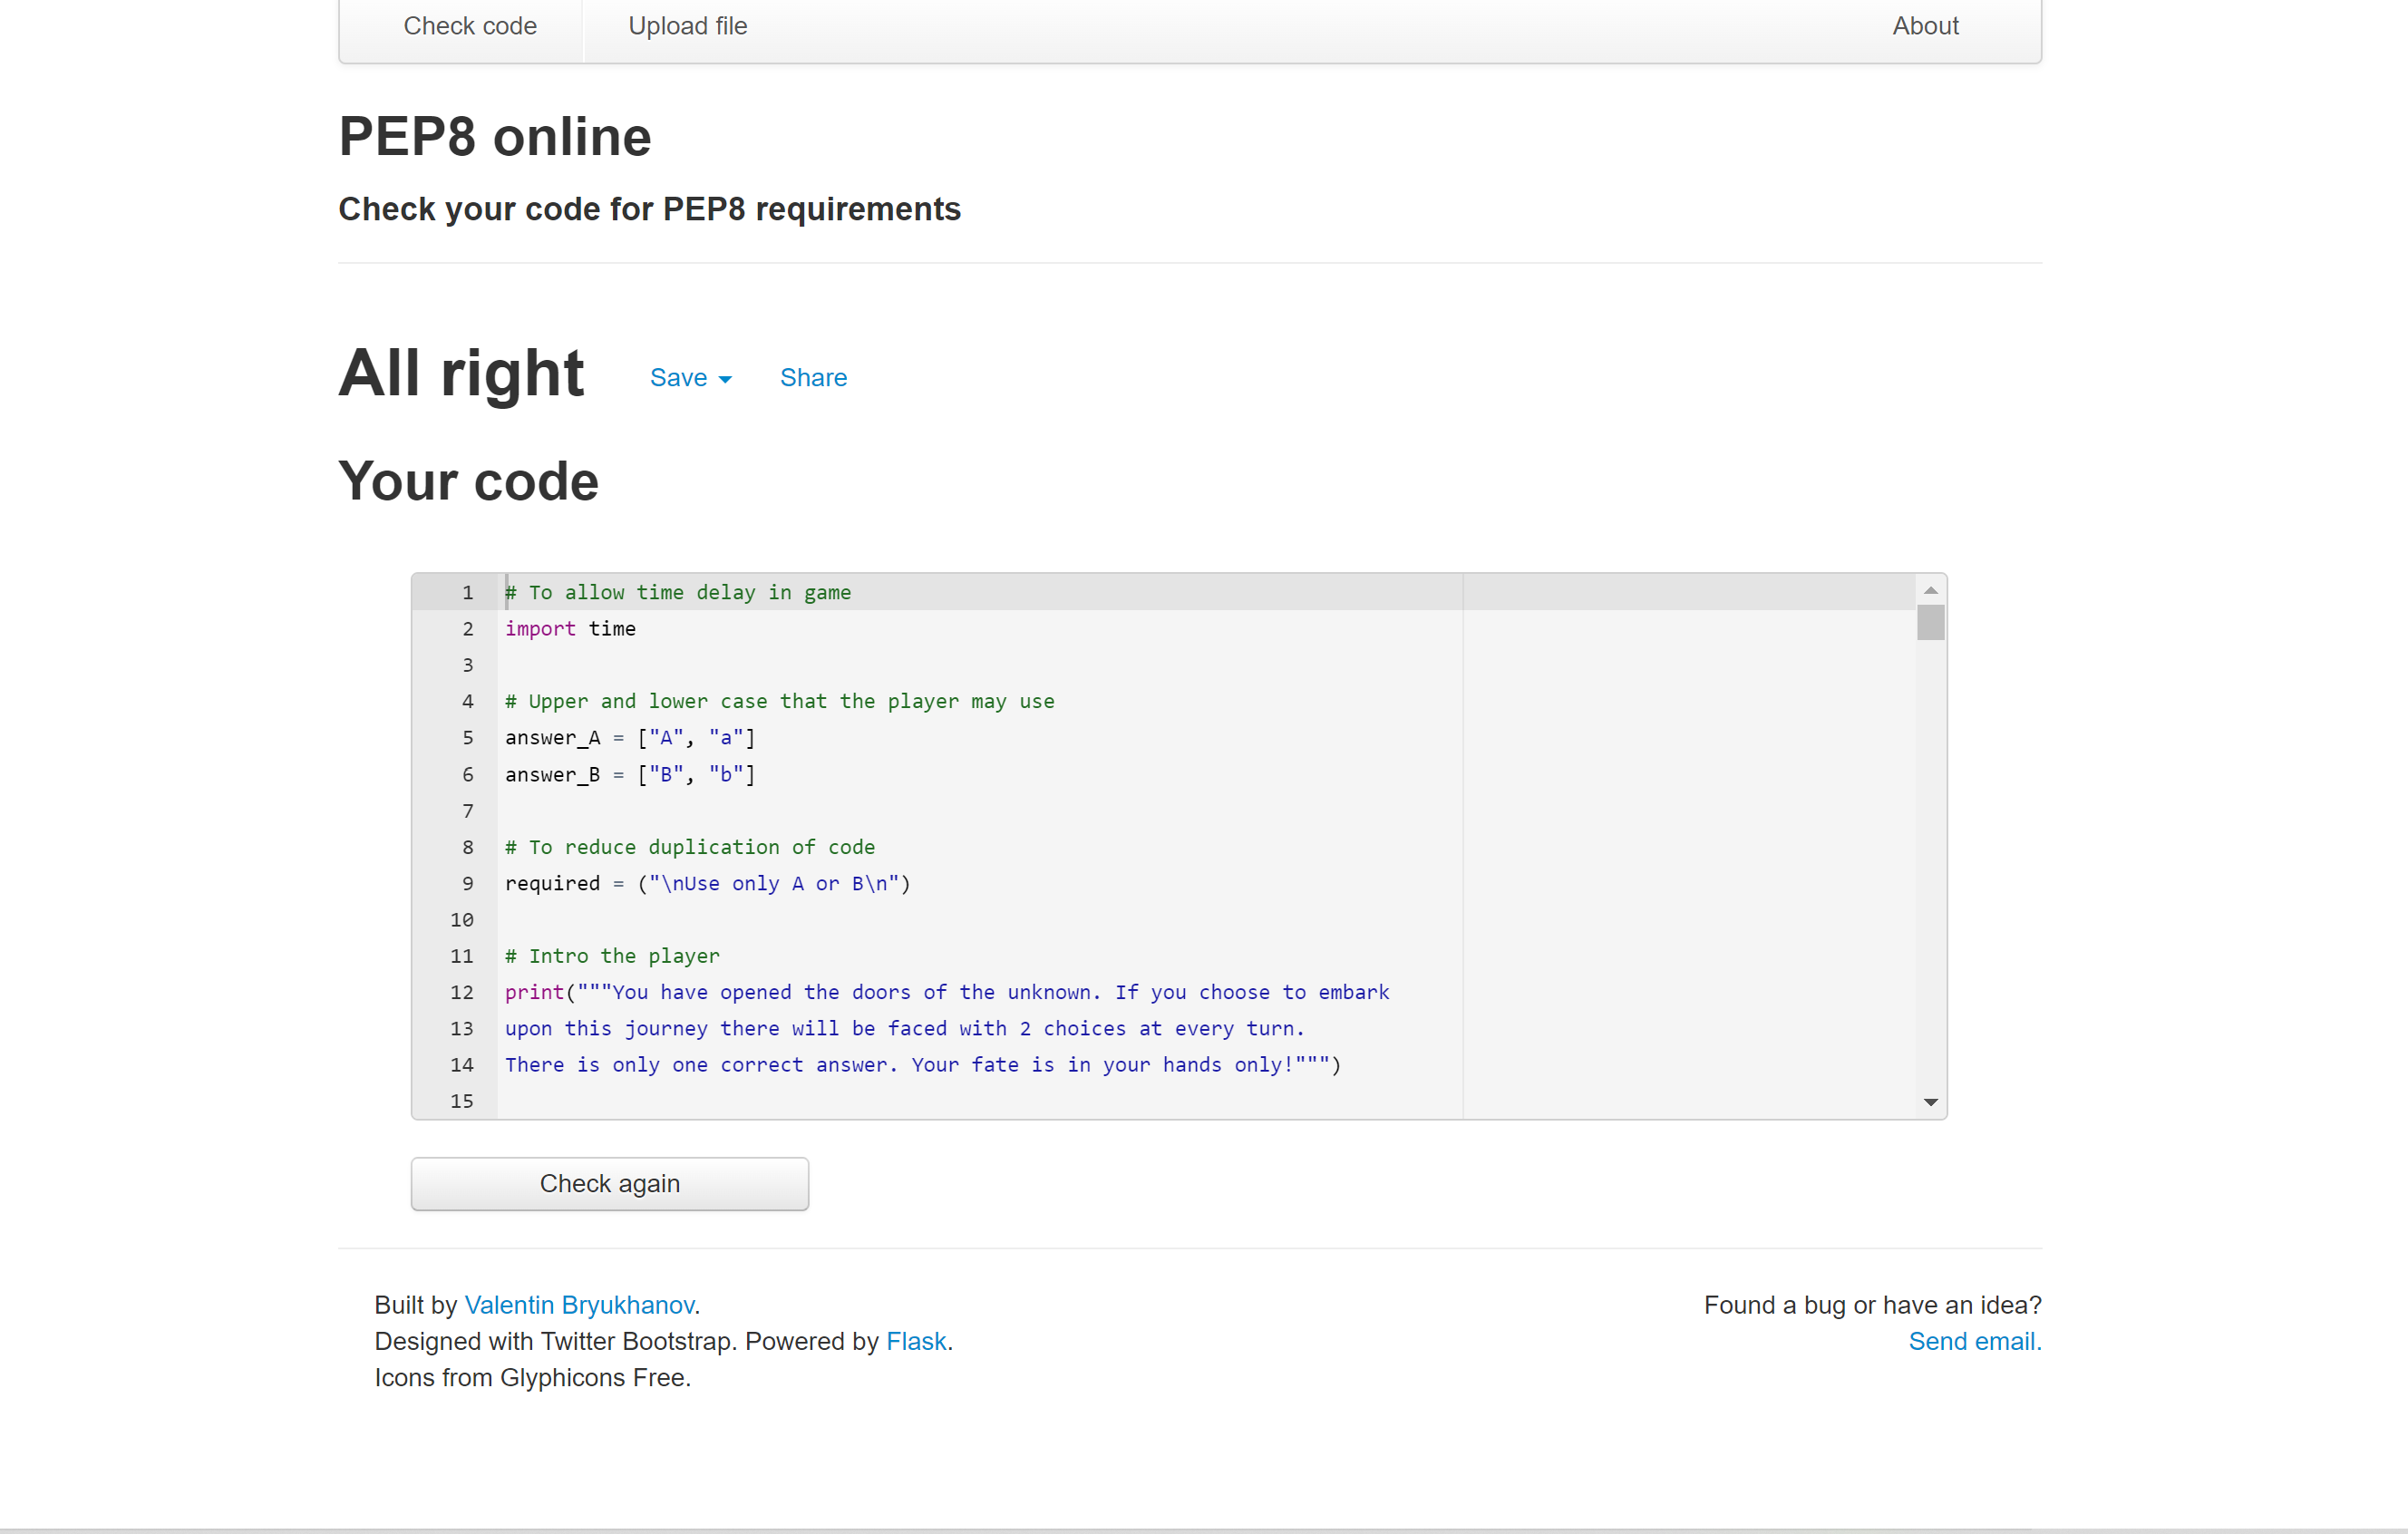 Check code
Upload file
About
PEP8 online
Check your code for PEP8 requirements
All right
Save
Share
Your code
1 # To allow time delay in game
2 import time
3
4 # Upper and lower case that the player may use
5 answer_A = ["A", "a"]
6 answer_B = ["B", "b"]
7
8 # To reduce duplication of code
9 required = ("\nUse only A or B\n")
10
11 # Intro the player
12 print("""You have opened the doors of the unknown. If you choose to embark
13 upon this journey there will be faced with 2 choices at every turn.
14 There is only one correct answer. Your fate is in your hands only!""")
15
Check again
Built by Valentin Bryukhanov.
Designed with Twitter Bootstrap. Powered by Flask.
Icons from Glyphicons Free.
Found a bug or have an idea?
Send email.